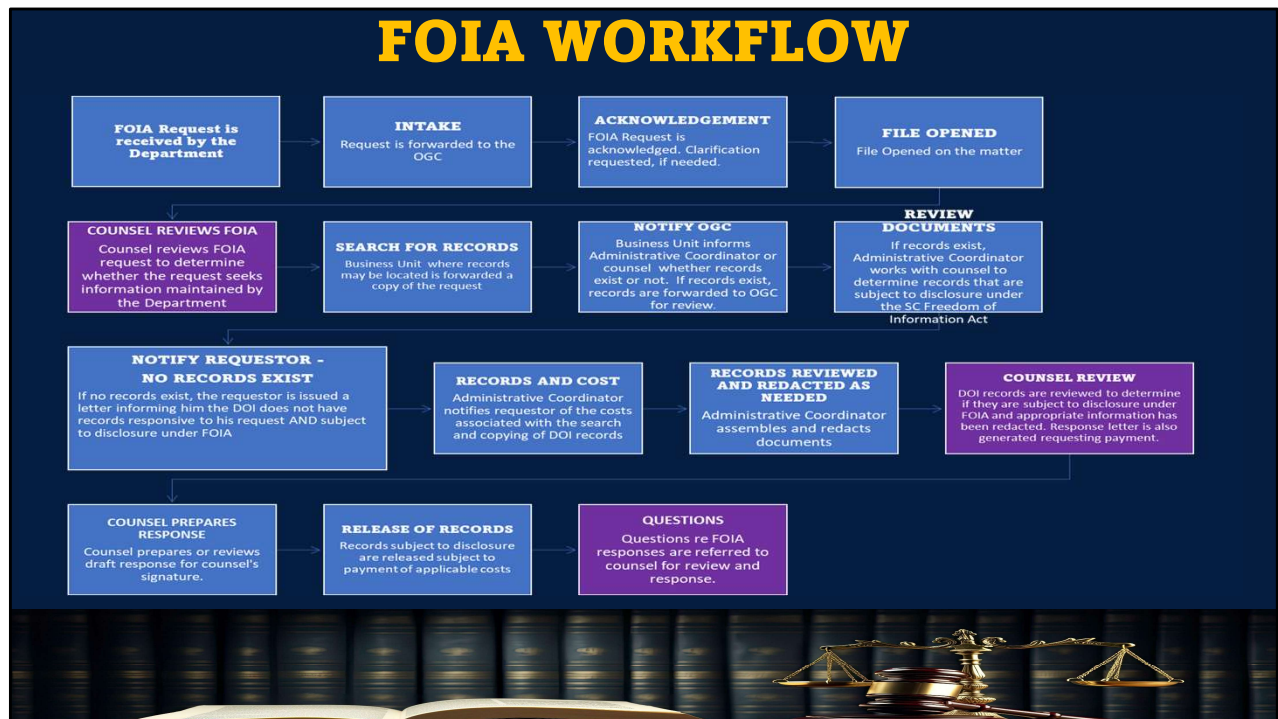 FOIA WORKFLOW
FOIA Request is
received by the
Department
INTAKE
Request is forwarded to the
OGC
ACKNOWLEDGEMENT
FOIA Request is
acknowledged. Clarification
requested, if needed.
FILE OPENED
File Opened on the matter
COUNSEL REVIEWS FOIA
Counsel reviews FOIA
request to determine
whether the request seeks
information maintained by
the Department
SEARCH FOR RECORDS
Business Unit where records
may be located is forwarded a
copy of the request
NOTIFY OGC
Business Unit informs
Administrative Coordinator or
counsel whether records
exist or not. If records exist,
records are forwarded to OGC
for review.
REVIEW
DOCUMENTS
If records exist,
Administrative Coordinator
works with counsel to
determine records that are
subject to disclosure under
the SC Freedom of
Information Act
NOTIFY REQUESTOR –
NO RECORDS EXIST
If no records exist, the requestor is issued a
letter informing him the DOI does not have
records responsive to his request AND subject
to disclosure under FOIA
RECORDS AND COST
Administrative Coordinator
notifies requestor of the costs
associated with the search
and copying of DOI records
RECORDS REVIEWED
AND REDACTED AS
NEEDED
Administrative Coordinator
assembles and redacts
documents
COUNSEL REVIEW
DOI records are reviewed to determine
if they are subject to disclosure under
FOIA and appropriate information has
been redacted. Response letter is also
generated requesting payment.
COUNSEL PREPARES
RESPONSE
Counsel prepares or reviews
draft response for counsel's
signature.
RELEASE OF RECORDS
Records subject to disclosure
are released subject to
payment of applicable costs
QUESTIONS
Questions re FOIA
responses are referred to
counsel for review and
response.